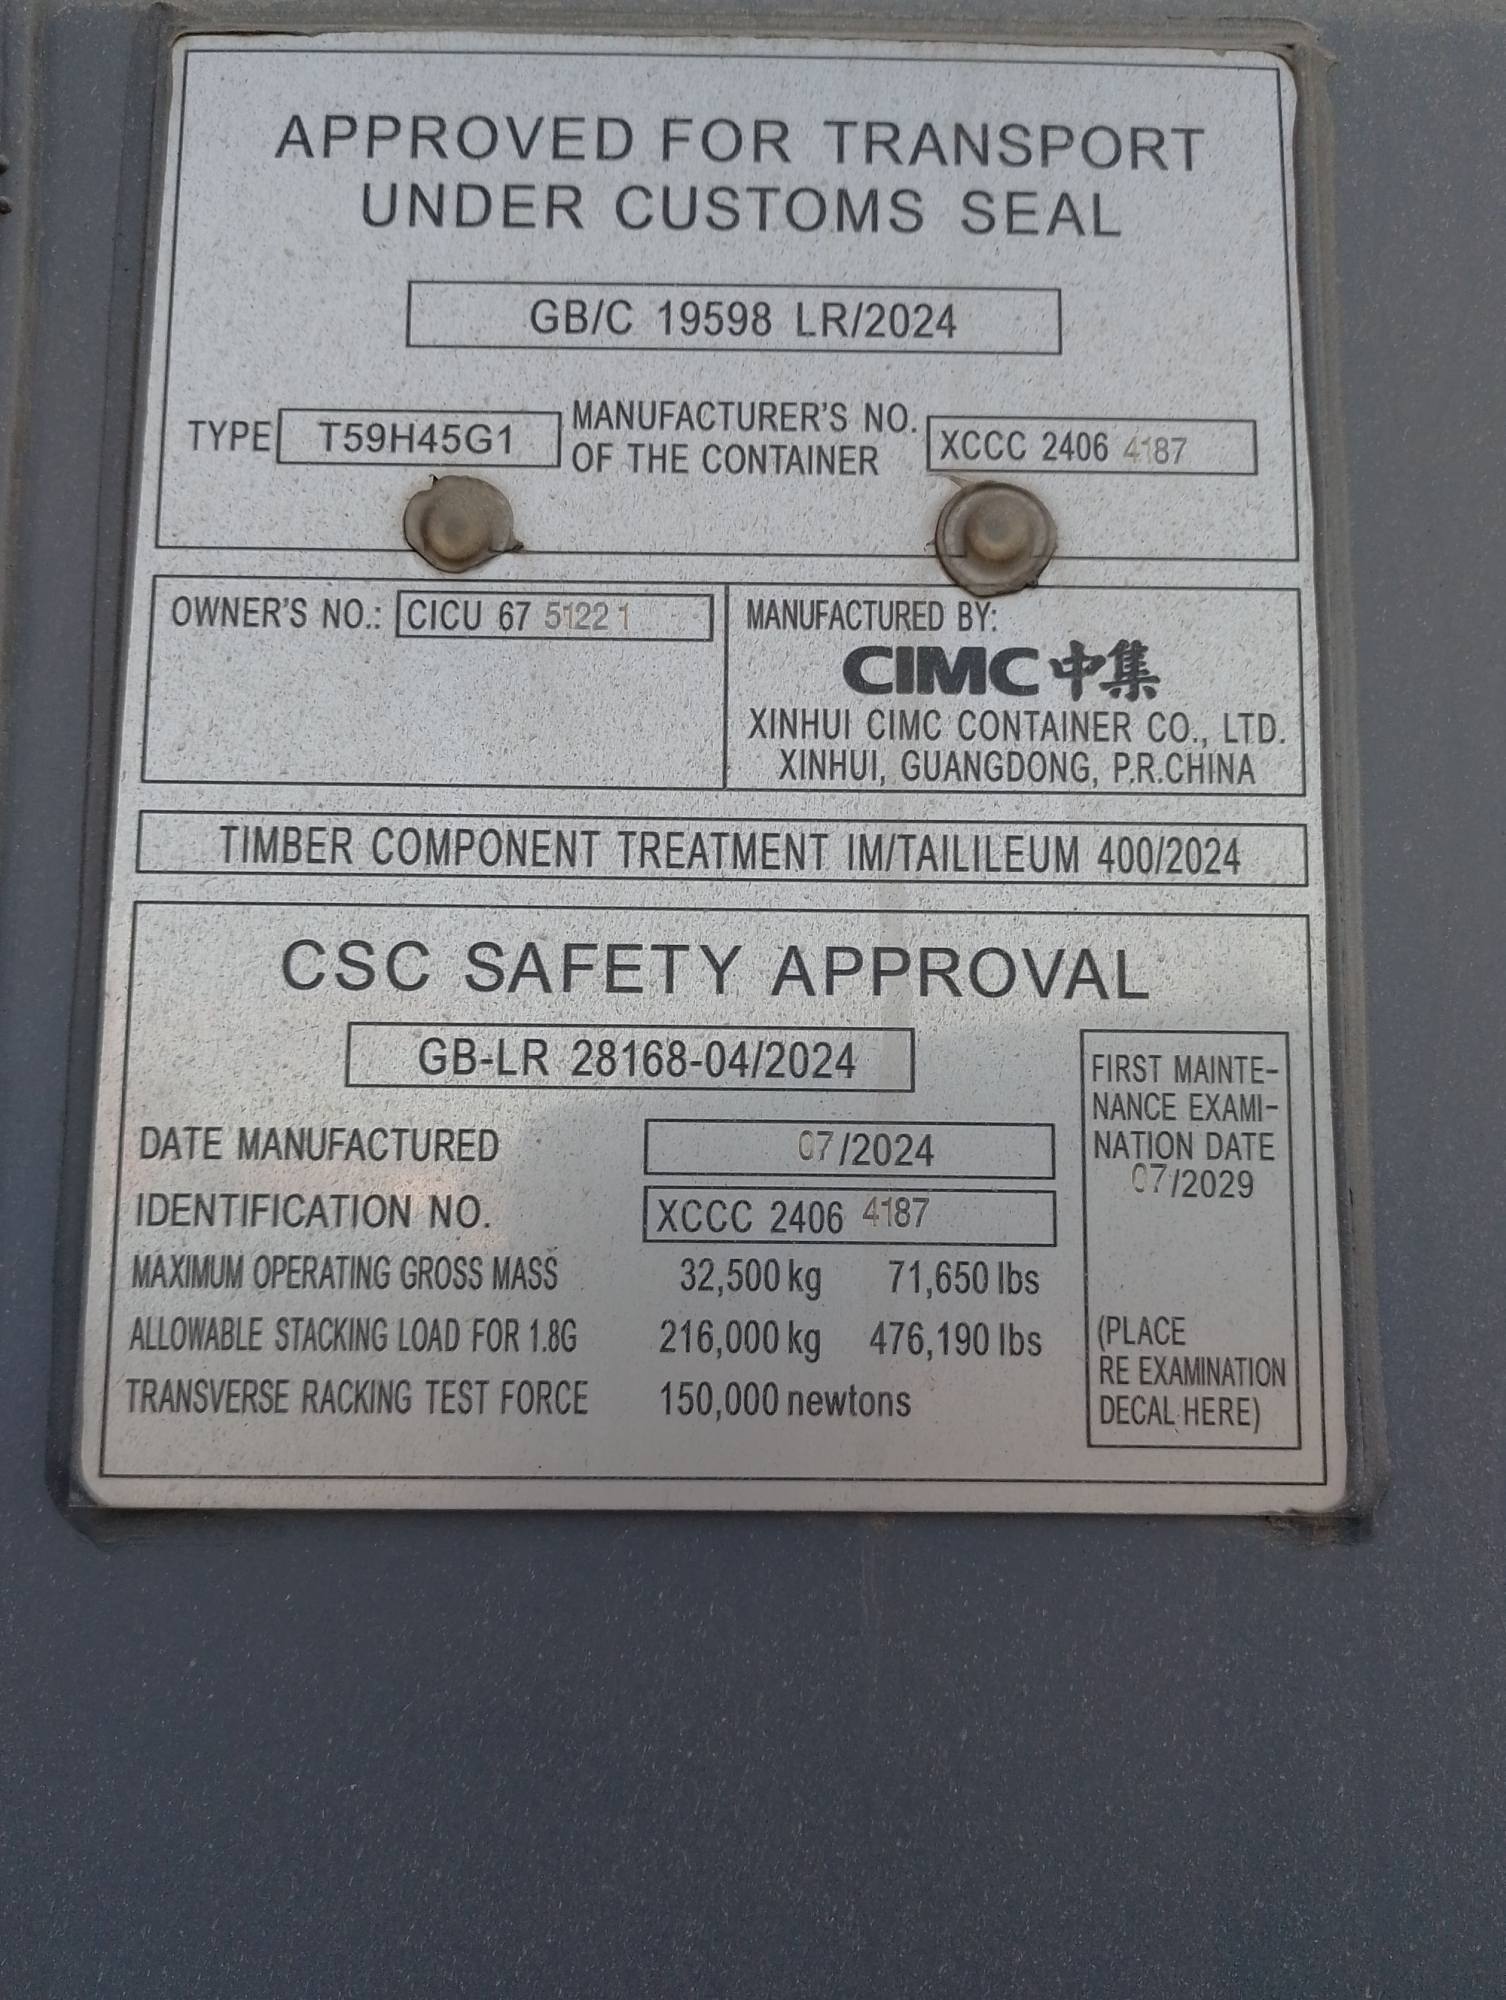 APPROVED FOR TRANSPORT
UNDER CUSTOMS SEAL
GB/C 19598 LR/2024
TYPE T59H45G1
MANUFACTURER'S NO.
OF THE CONTAINER
XCCC 2406 4187
OWNER'S NO.: CICU 67 51221
MANUFACTURED BY:
CIMC 中集
XINHUI CIMC CONTAINER CO., LTD.
XINHUI, GUANGDONG, P.R.CHINA
TIMBER COMPONENT TREATMENT IM/TAILILEUM 400/2024
CSC SAFETY APPROVAL
GB-LR 28168-04/2024
DATE MANUFACTURED 07/2024
IDENTIFICATION NO. XCCC 2406 4187
MAXIMUM OPERATING GROSS MASS 32,500 kg 71,650 lbs
ALLOWABLE STACKING LOAD FOR 1.8G 216,000 kg 476,190 lbs
TRANSVERSE RACKING TEST FORCE 150,000 newtons
FIRST MAINTE-
NANCE EXAMI-
NATION DATE
07/2029
(PLACE
RE EXAMINATION
DECAL HERE)